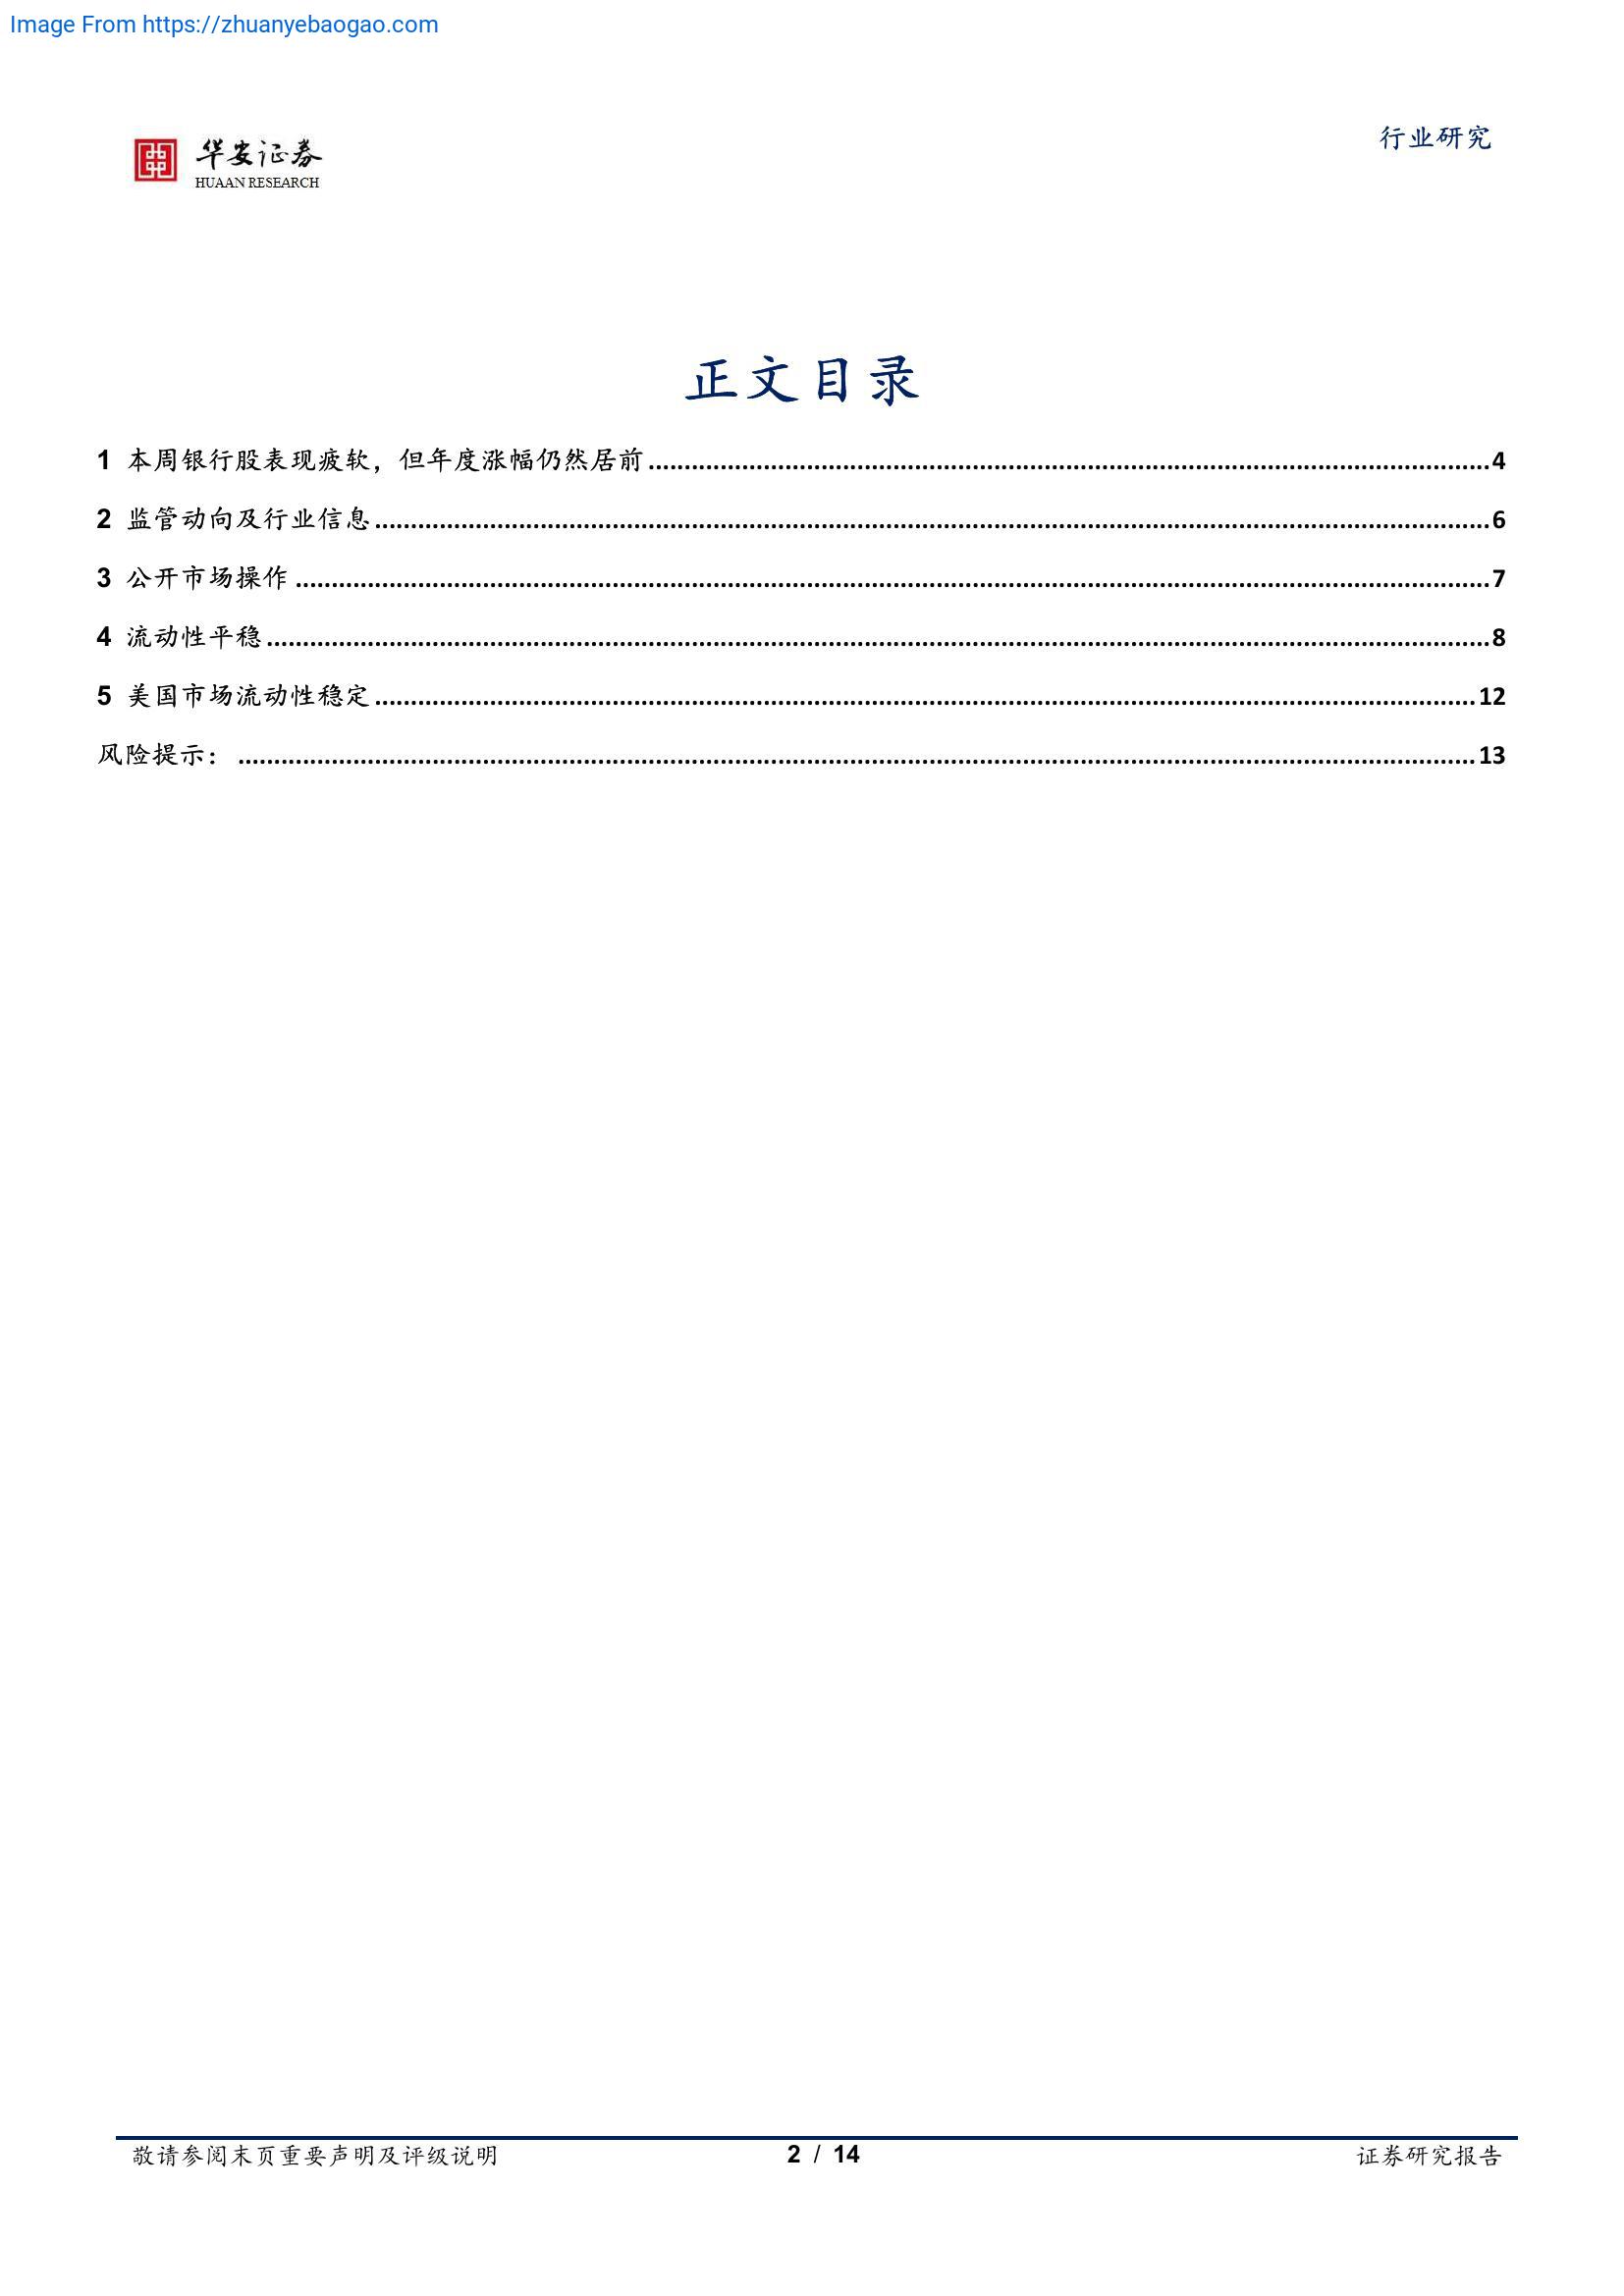 Image From https://zhuanyebaogao.com
华安证券
HUAAN RESEARCH
行业研究
正文目录
1 本周银行股表现疲软，但年度涨幅仍然居前 4
2 监管动向及行业信息 6
3 公开市场操作 7
4 流动性平稳 8
5 美国市场流动性稳定 12
风险提示： 13
敬请参阅末页重要声明及评级说明
2 / 14
证券研究报告